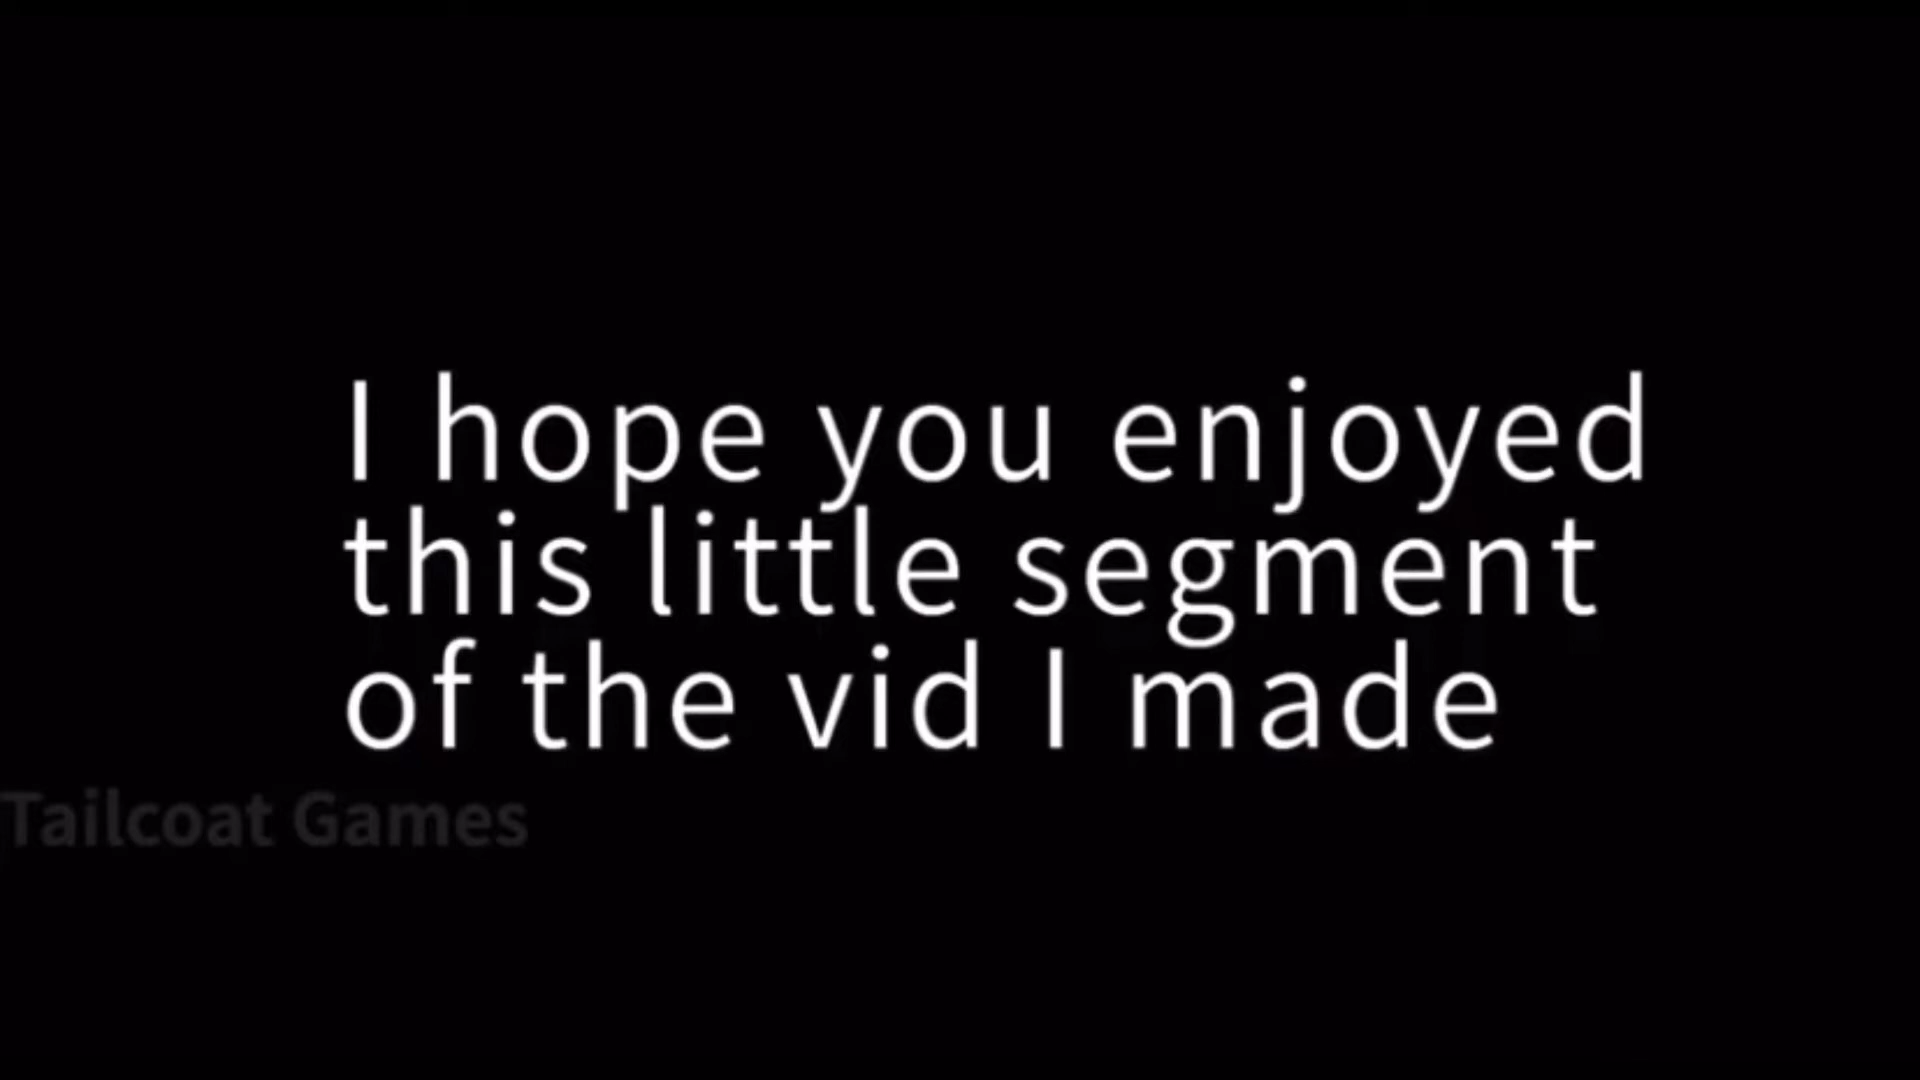 I hope you enjoyed
this little segment
of the vid I made
Tailcoat Games